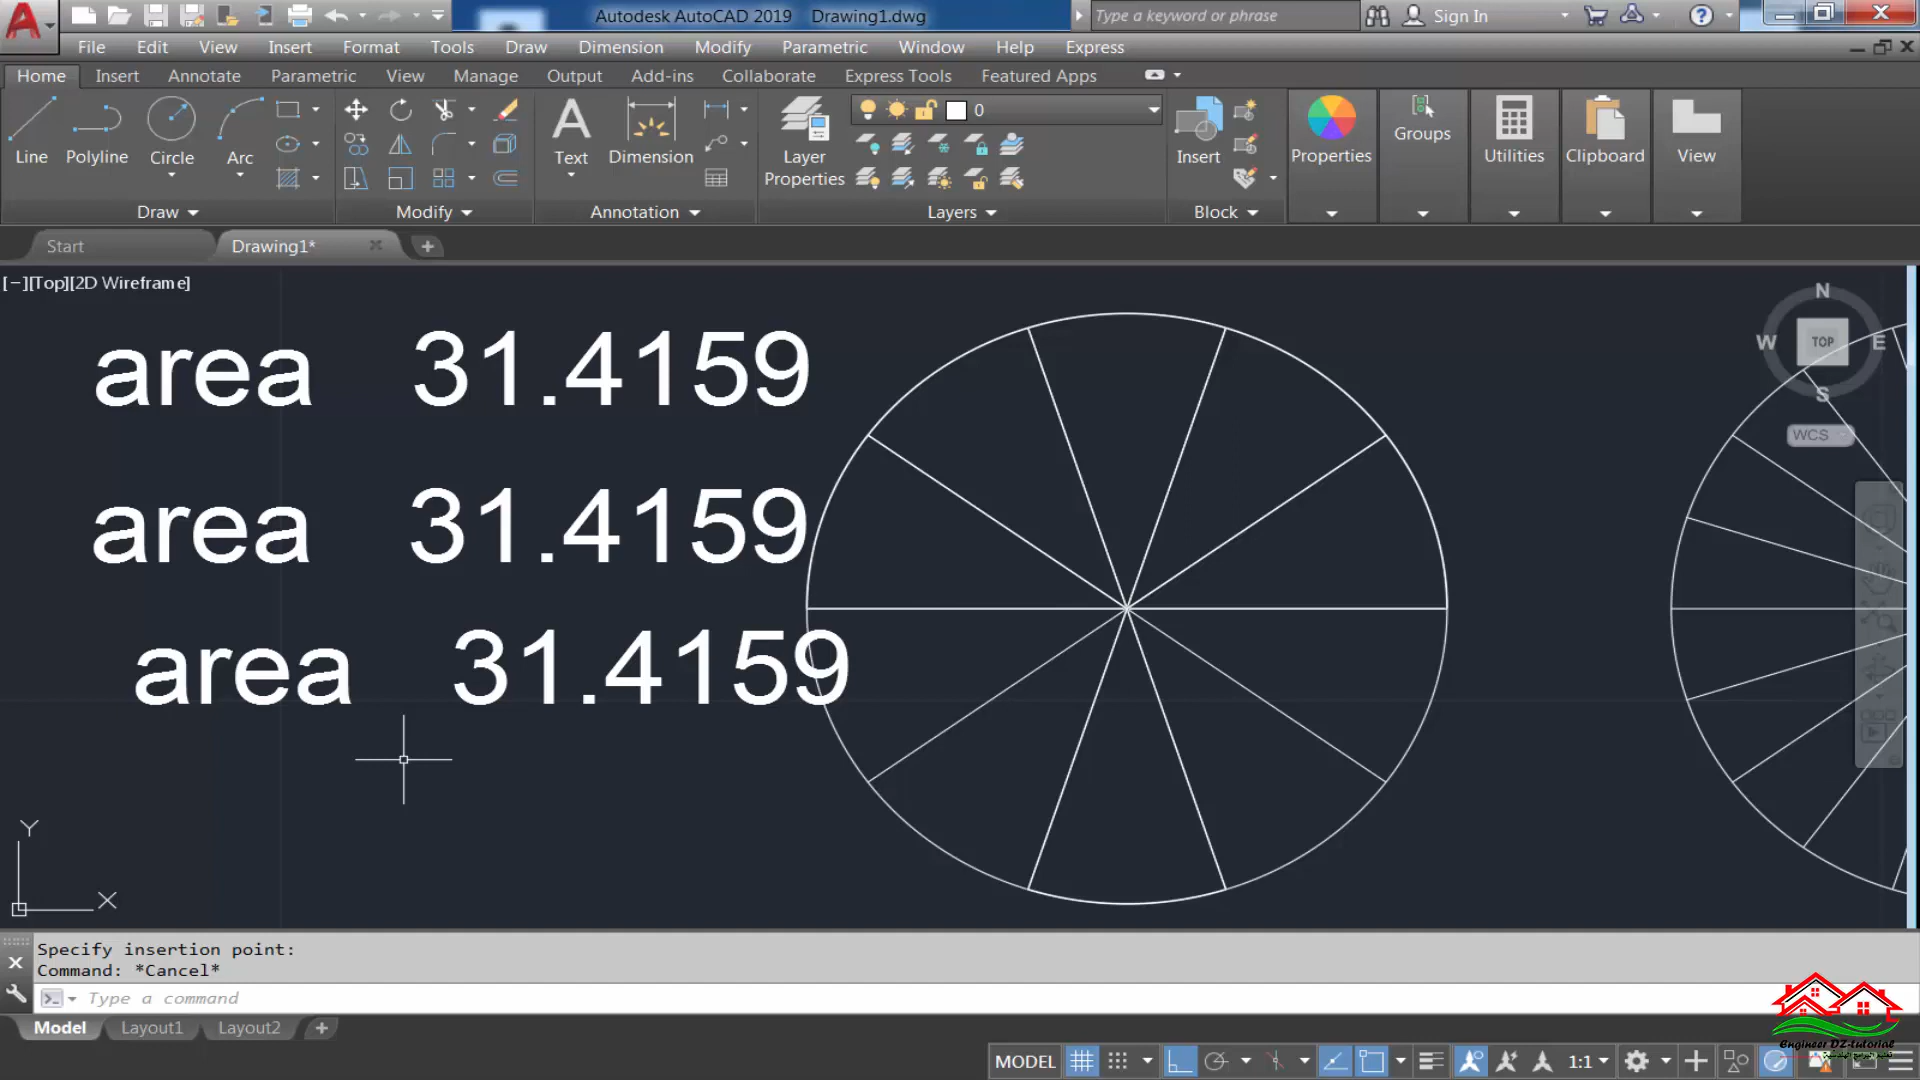 Autodesk AutoCAD 2019 Drawing1.dwg
Type a keyword or phrase
Sign In
File Edit View Insert Format Tools Draw Dimension Modify Parametric Window Help Express
Home Insert Annotate Parametric View Manage Output Add-ins Collaborate Express Tools Featured Apps
Line Polyline Circle Arc
Text Dimension
Layer Properties
0
Insert
Properties
Groups
Utilities
Clipboard
View
Draw Modify Annotation Layers Block
Start Drawing1*
[−][Top][2D Wireframe]
area 31.4159
area 31.4159
area 31.4159
N
W TOP E
S
WCS
Y
X
Specify insertion point:
Command: *Cancel*
Type a command
Model Layout1 Layout2
MODEL 1:1
Engineer DZ-tutorial